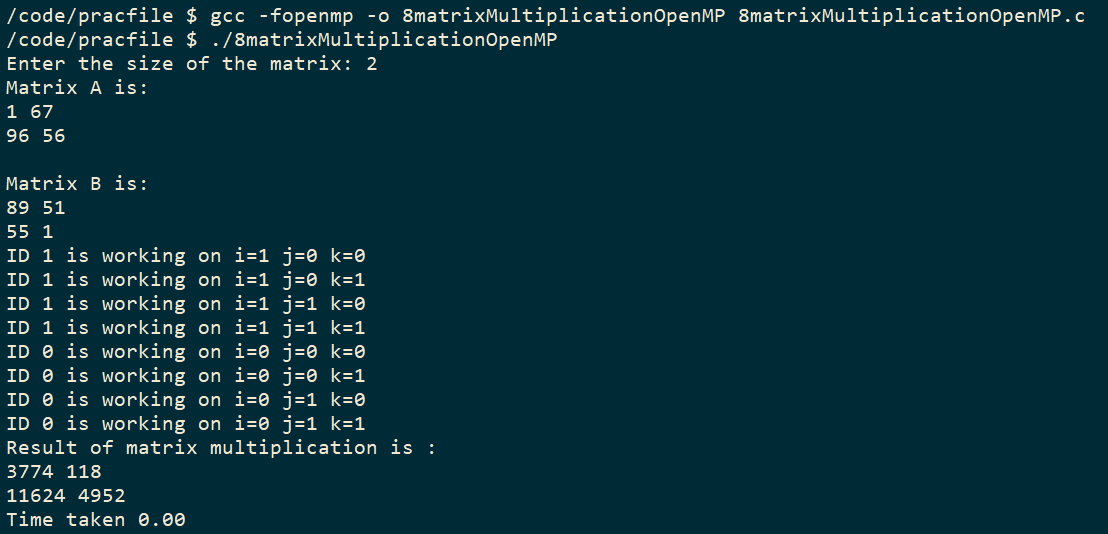 /code/pracfile $ gcc -fopenmp -o 8matrixMultiplicationOpenMP 8matrixMultiplicationOpenMP.c
/code/pracfile $ ./8matrixMultiplicationOpenMP
Enter the size of the matrix: 2
Matrix A is:
1 67
96 56

Matrix B is:
89 51
55 1
ID 1 is working on i=1 j=0 k=0
ID 1 is working on i=1 j=0 k=1
ID 1 is working on i=1 j=1 k=0
ID 1 is working on i=1 j=1 k=1
ID 0 is working on i=0 j=0 k=0
ID 0 is working on i=0 j=0 k=1
ID 0 is working on i=0 j=1 k=0
ID 0 is working on i=0 j=1 k=1
Result of matrix multiplication is :
3774 118
11624 4952
Time taken 0.00